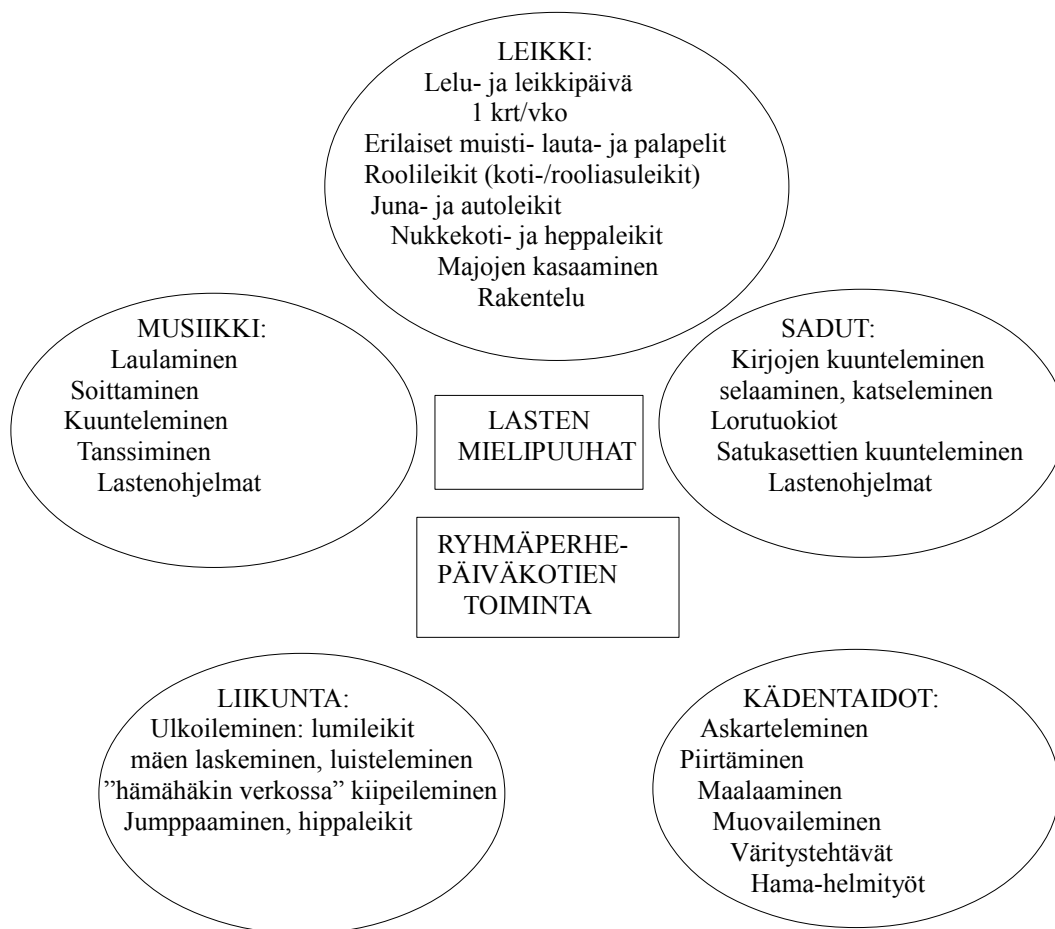 LEIKKI:
Lelu- ja leikkipäivä
1 krt/vko
Erilaiset muisti- lauta- ja palapelit
Roolileikit (koti-/rooliasuleikit)
Juna- ja autoleikit
Nukkekoti- ja heppaleikit
Majojen kasaaminen
Rakentelu
MUSIIKKI:
Laulaminen
Soittaminen
Kuunteleminen
Tanssiminen
Lastenohjelmat
LASTEN
MIELIPUUHAT
SADUT:
Kirjojen kuunteleminen
selaaminen, katseleminen
Lorutuokiot
Satukasettien kuunteleminen
Lastenohjelmat
RYHMÄPERHE-
PÄIVÄKOTIEN
TOIMINTA
LIIKUNTA:
Ulkoileminen: lumileikit
mäen laskeminen, luisteleminen
”hämähäkin verkossa” kiipeileminen
Jumppaaminen, hippaleikit
KÄDENTAIDOT:
Askarteleminen
Piirtäminen
Maalaaminen
Muovaileminen
Väritystehtävät
Hama-helmityöt